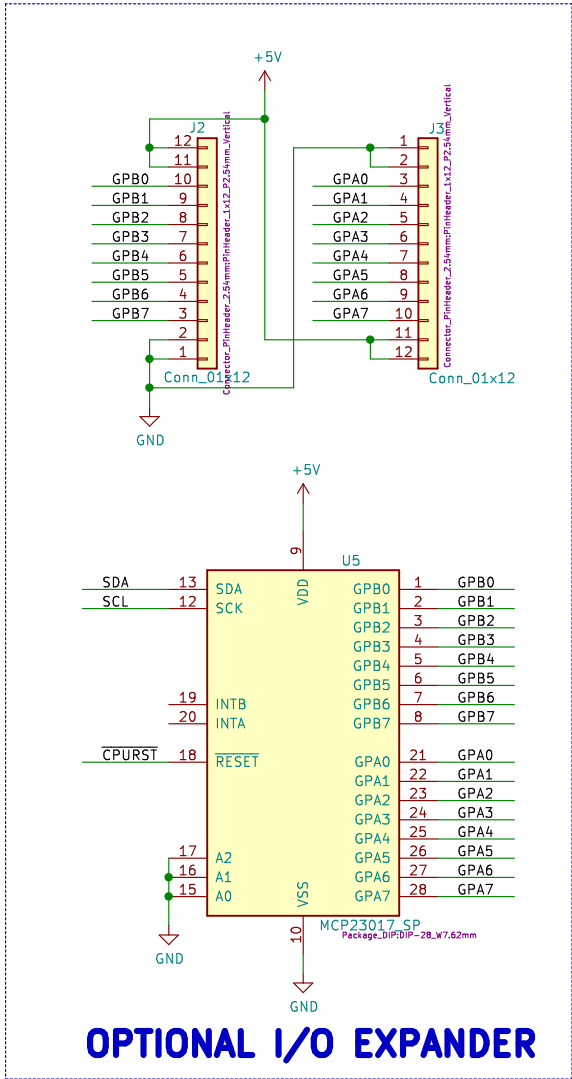 +5V
J2
J3
12
11
GPB0 10
GPB1 9
GPB2 8
GPB3 7
GPB4 6
GPB5 5
GPB6 4
GPB7 3
2
1
Conn_01x12
Connector_PinHeader_2.54mm:PinHeader_1x12_P2.54mm_Vertical
1
2
GPA0 3
GPA1 4
GPA2 5
GPA3 6
GPA4 7
GPA5 8
GPA6 9
GPA7 10
11
12
Conn_01x12
Connector_PinHeader_2.54mm:PinHeader_1x12_P2.54mm_Vertical
GND
+5V
9
U5
VDD
SDA 13 SDA
SCL 12 SCK
19 INTB
20 INTA
CPURST 18 RESET
17 A2
16 A1
15 A0
GND
GPB0 1 GPB0
GPB1 2 GPB1
GPB2 3 GPB2
GPB3 4 GPB3
GPB4 5 GPB4
GPB5 6 GPB5
GPB6 7 GPB6
GPB7 8 GPB7
GPA0 21 GPA0
GPA1 22 GPA1
GPA2 23 GPA2
GPA3 24 GPA3
GPA4 25 GPA4
GPA5 26 GPA5
GPA6 27 GPA6
GPA7 28 GPA7
VSS
10
MCP23017_SP
Package_DIP:DIP-28_W7.62mm
GND
OPTIONAL I/O EXPANDER